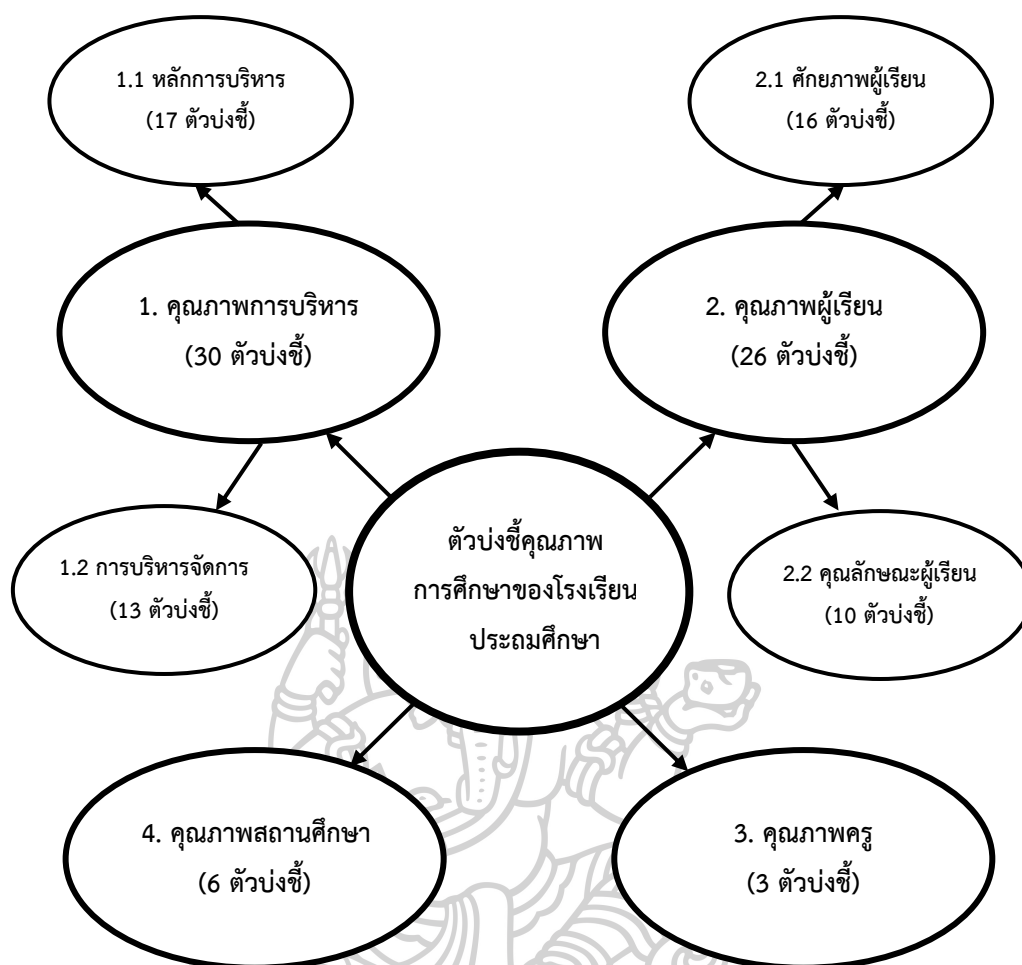 1.1 หลักการบริหาร
(17 ตัวบ่งชี้)
2.1 ศักยภาพผู้เรียน
(16 ตัวบ่งชี้)
1. คุณภาพการบริหาร
(30 ตัวบ่งชี้)
2. คุณภาพผู้เรียน
(26 ตัวบ่งชี้)
1.2 การบริหารจัดการ
(13 ตัวบ่งชี้)
ตัวบ่งชี้คุณภาพ
การศึกษาของโรงเรียน
ประถมศึกษา
2.2 คุณลักษณะผู้เรียน
(10 ตัวบ่งชี้)
4. คุณภาพสถานศึกษา
(6 ตัวบ่งชี้)
3. คุณภาพครู
(3 ตัวบ่งชี้)